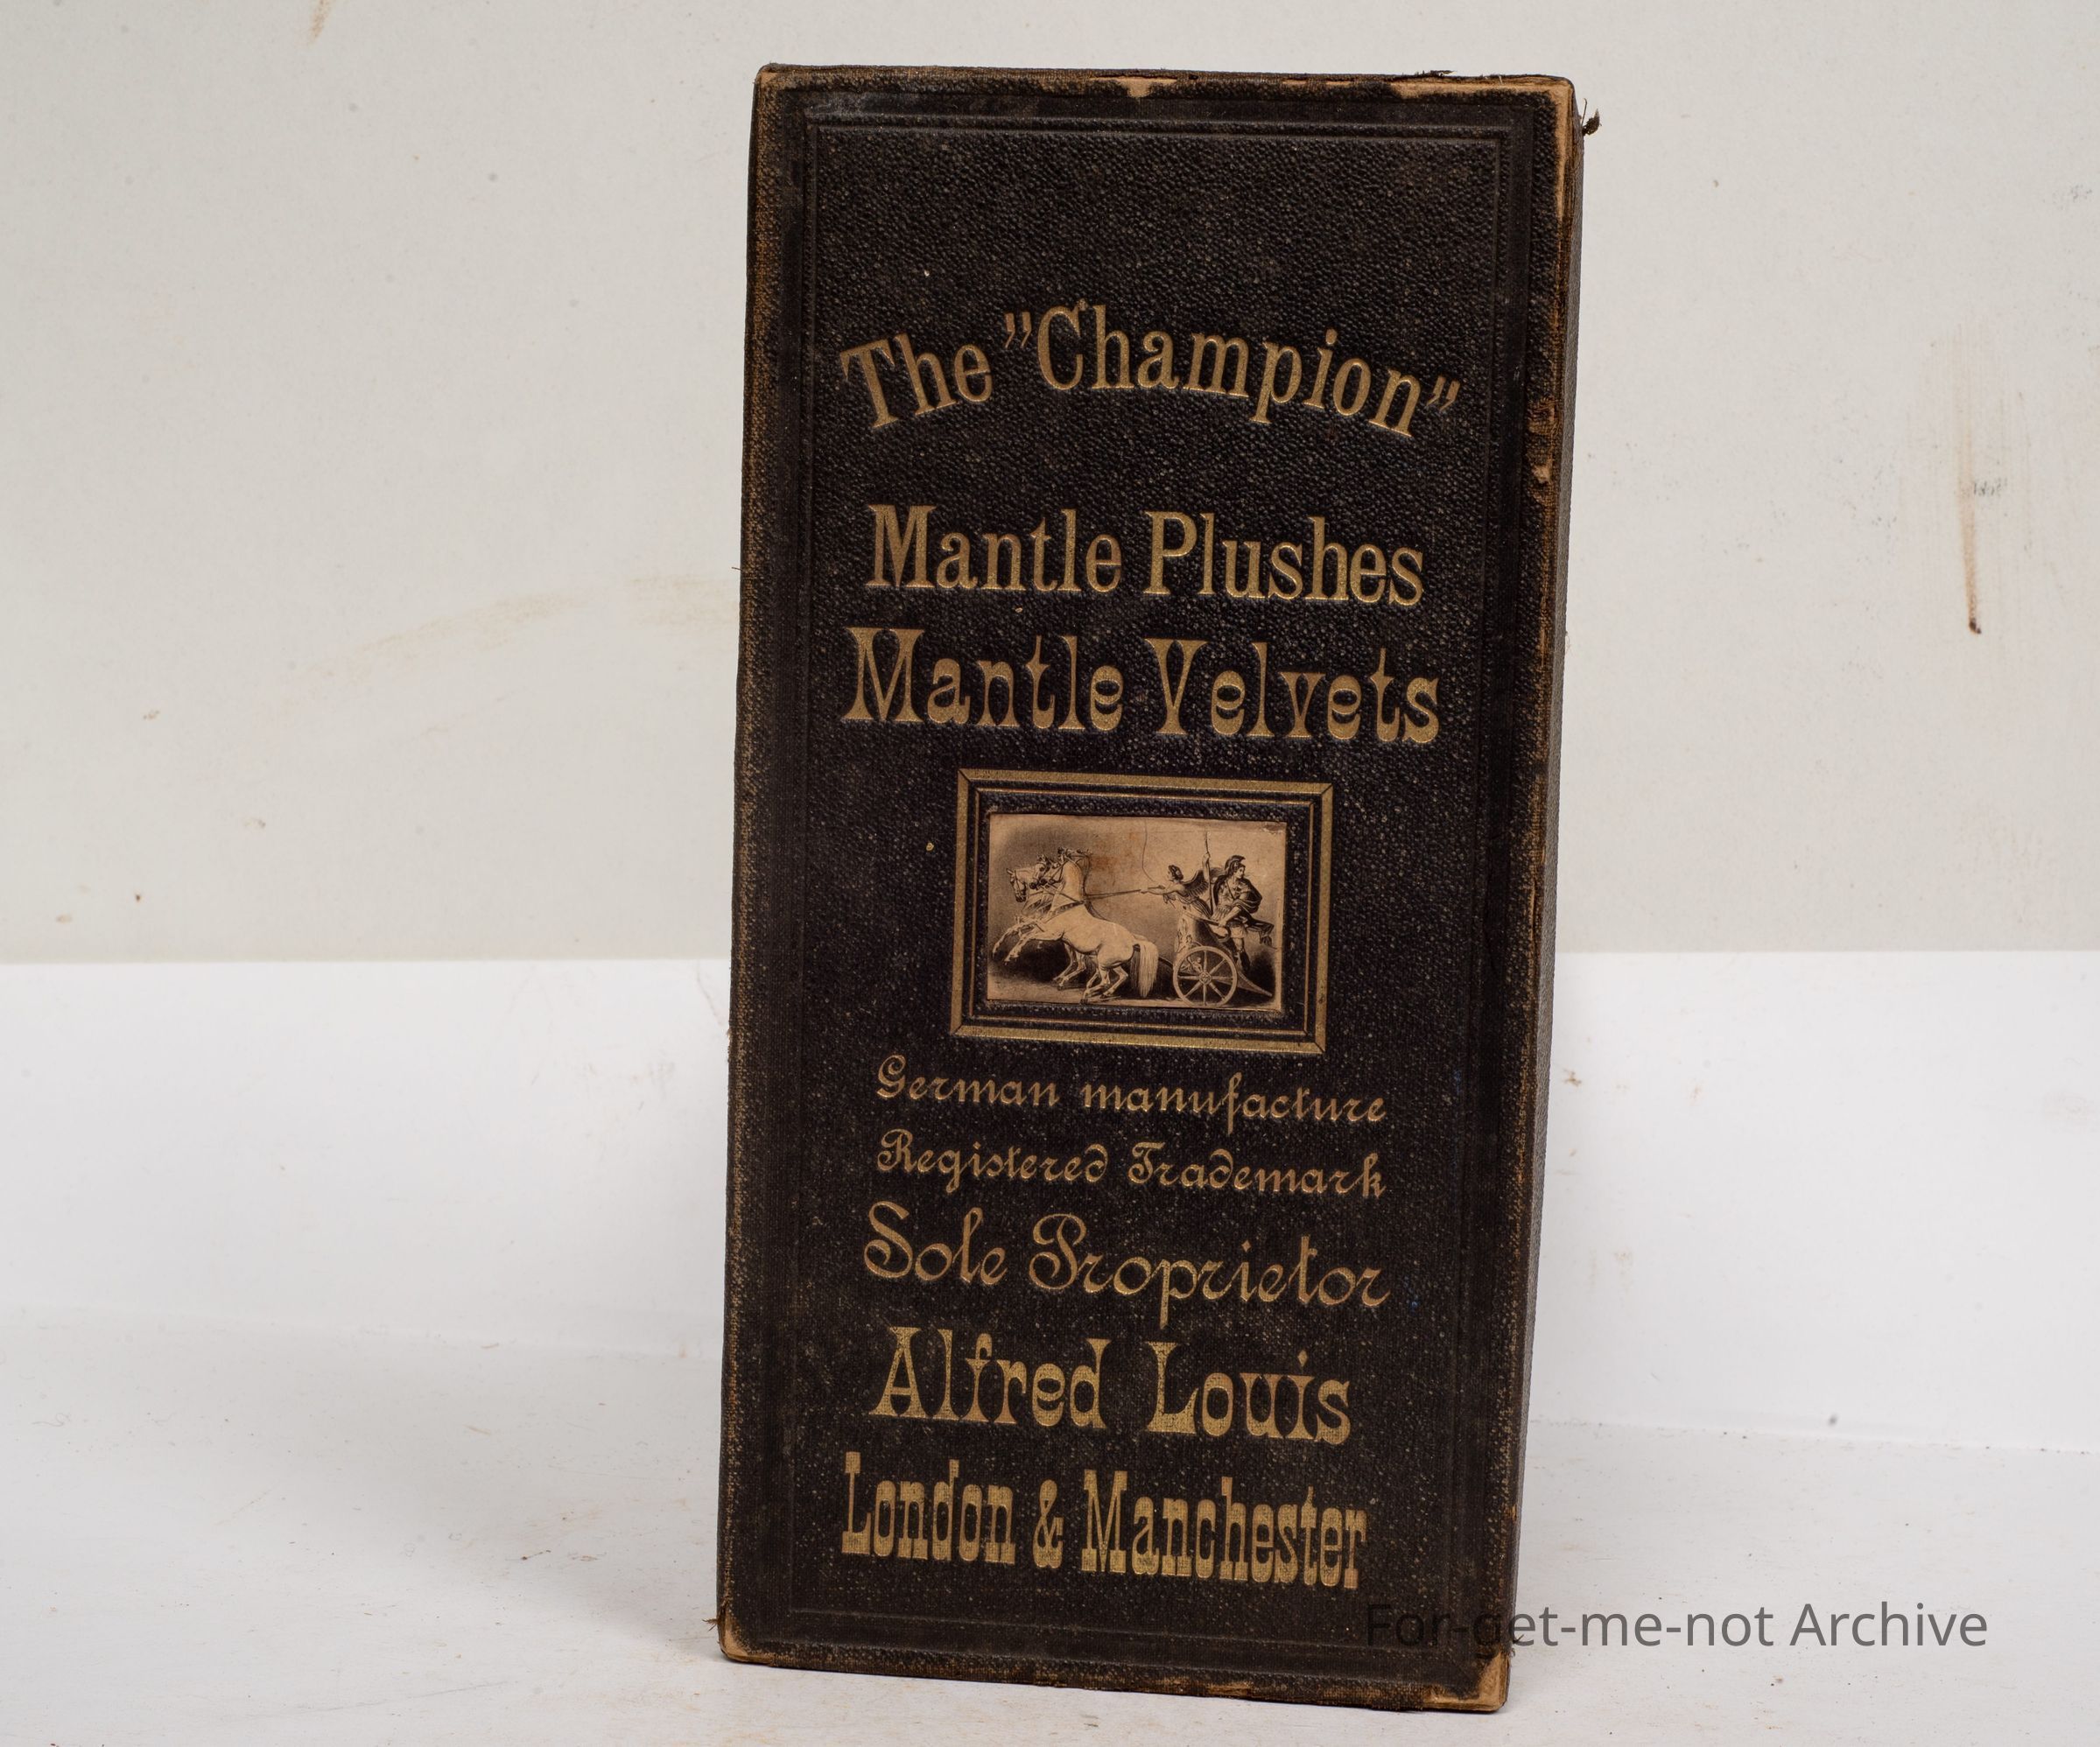 The "Champion"
Mantle Plushes
Mantle Velvets
German manufacture
Registered Trademark
Sole Proprietor
Alfred Louis
London & Manchester
For-get-me-not Archive